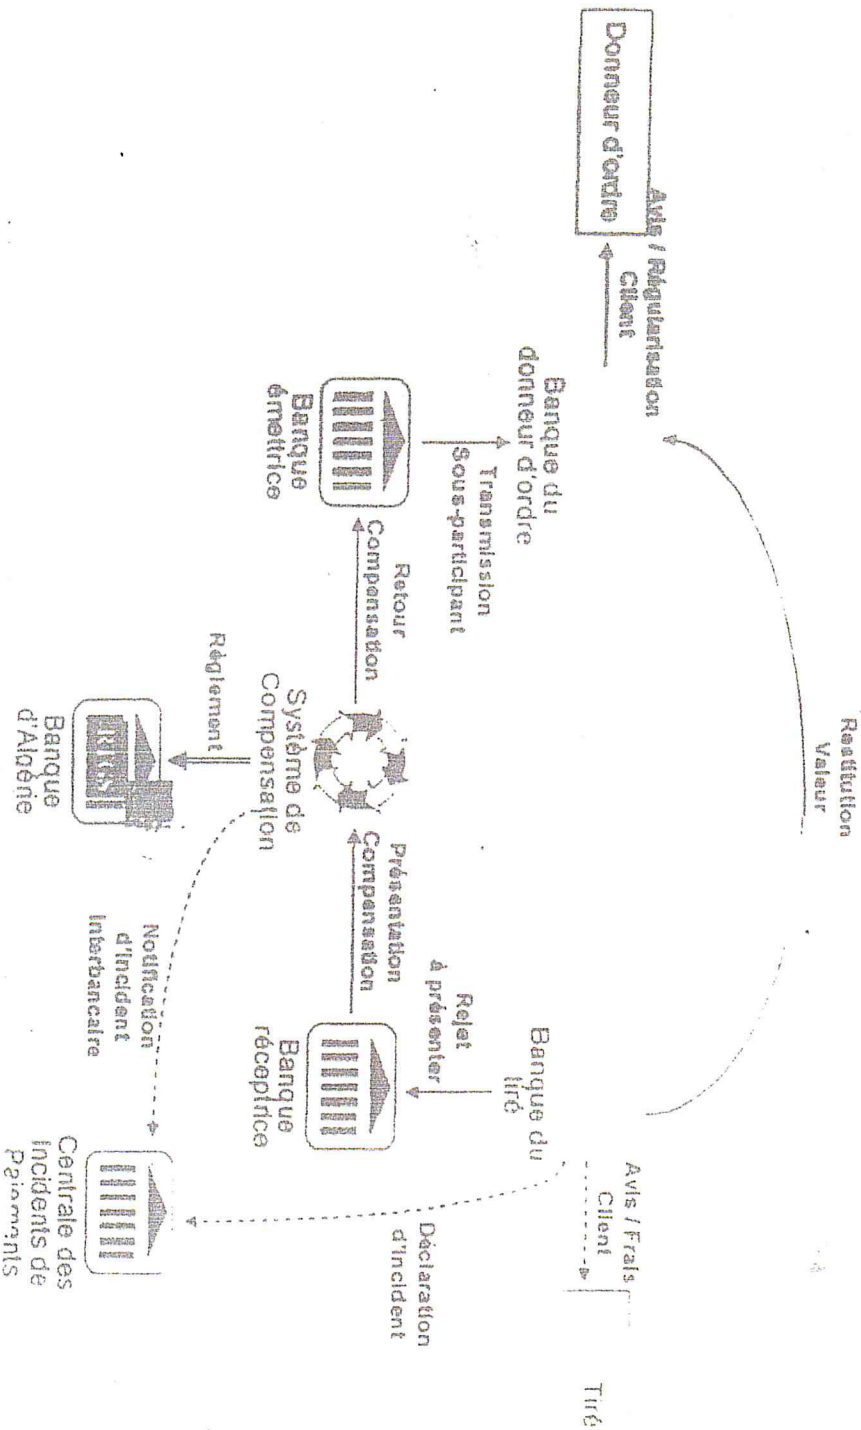 Restitution
Valeur
Avis / Régularisation
Client
Donneur d'ordre
Avis / Frais
Client
Tiré
Banque du
donneur d'ordre
Banque du
tiré
Transmission
Sous-participant
Rejet
à présenter
Déclaration
d'incident
Retour
Compensation
Présentation
Compensation
Banque
émettrice
Système de
Compensation
Banque
réceptrice
Règlement
Notification
d'incident
Interbancaire
Banque
d'Algérie
Centrale des
Incidents de
Paiements